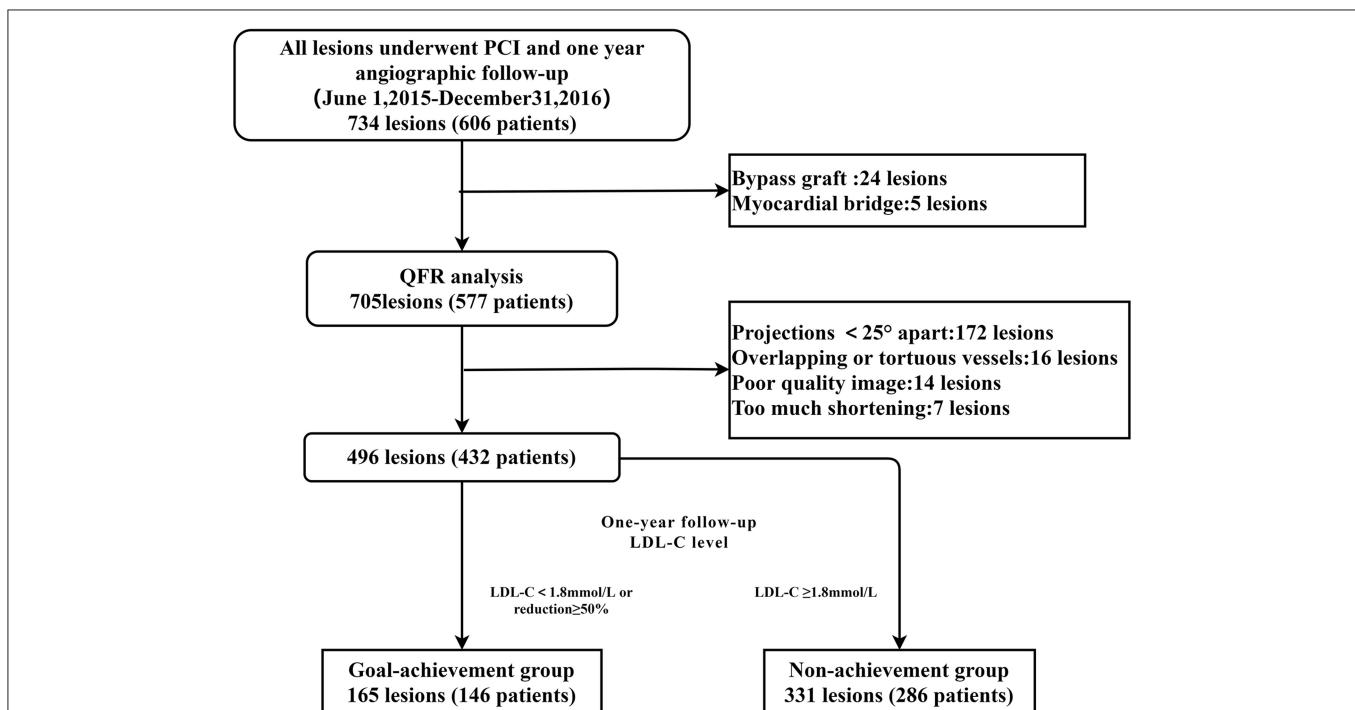 All lesions underwent PCI and one year
angiographic follow-up
(June 1,2015-December31,2016)
734 lesions (606 patients)
Bypass graft :24 lesions
Myocardial bridge:5 lesions
QFR analysis
705lesions (577 patients)
Projections < 25° apart:172 lesions
Overlapping or tortuous vessels:16 lesions
Poor quality image:14 lesions
Too much shortening:7 lesions
496 lesions (432 patients)
One-year follow-up
LDL-C level
LDL-C < 1.8mmol/L or
reduction≥50%
LDL-C ≥1.8mmol/L
Goal-achievement group
165 lesions (146 patients)
Non-achievement group
331 lesions (286 patients)